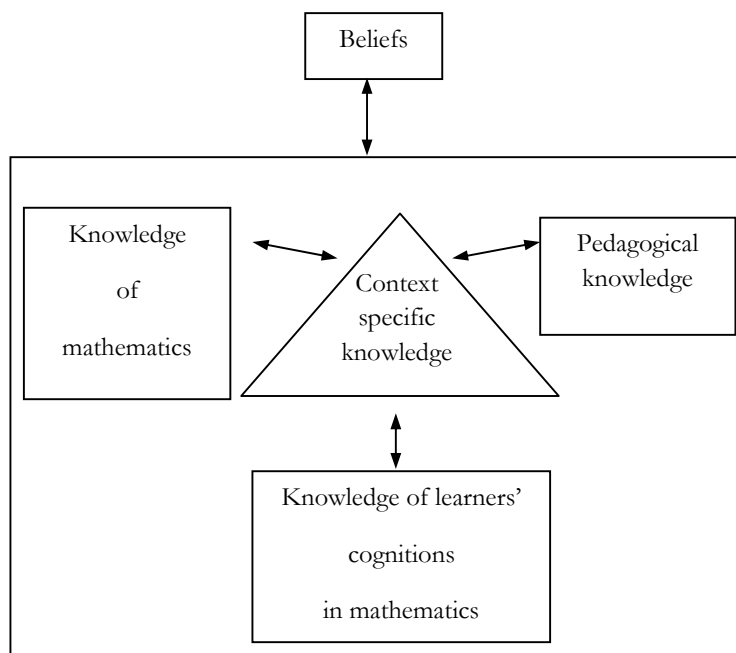 Beliefs
Knowledge
of
mathematics
Context
specific
knowledge
Pedagogical
knowledge
Knowledge of learners’
cognitions
in mathematics